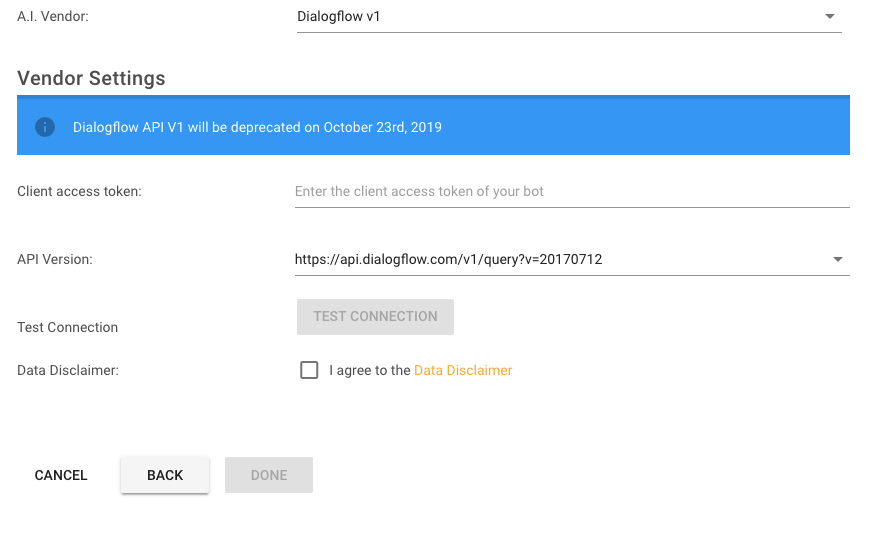 A.I. Vendor: Dialogflow v1
Vendor Settings
Dialogflow API V1 will be deprecated on October 23rd, 2019
Client access token: Enter the client access token of your bot
API Version: https://api.dialogflow.com/v1/query?v=20170712
Test Connection TEST CONNECTION
Data Disclaimer: I agree to the Data Disclaimer
CANCEL BACK DONE